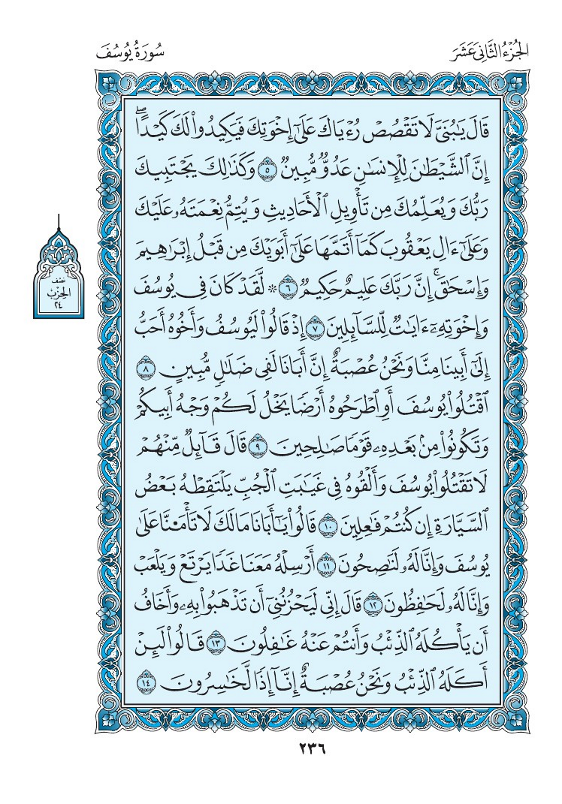 الجُزْءُ الثَّانِي عَشَرَ
سُورَةُ يُوسُفَ
قَالَ يَٰبُنَيَّ لَا تَقۡصُصۡ رُءۡيَاكَ عَلَىٰٓ إِخۡوَتِكَ فَيَكِيدُواْ لَكَ كَيۡدًاۖ
إِنَّ ٱلشَّيۡطَٰنَ لِلۡإِنسَٰنِ عَدُوّٞ مُّبِينٞ ٥ وَكَذَٰلِكَ يَجۡتَبِيكَ
رَبُّكَ وَيُعَلِّمُكَ مِن تَأۡوِيلِ ٱلۡأَحَادِيثِ وَيُتِمُّ نِعۡمَتَهُۥ عَلَيۡكَ
وَعَلَىٰٓ ءَالِ يَعۡقُوبَ كَمَآ أَتَمَّهَا عَلَىٰٓ أَبَوَيۡكَ مِن قَبۡلُ إِبۡرَٰهِيمَ
وَإِسۡحَٰقَۚ إِنَّ رَبَّكَ عَلِيمٌ حَكِيمٞ ٦ ۞ لَّقَدۡ كَانَ فِي يُوسُفَ
وَإِخۡوَتِهِۦٓ ءَايَٰتٞ لِّلسَّآئِلِينَ ٧ إِذۡ قَالُواْ لَيُوسُفُ وَأَخُوهُ أَحَبُّ
إِلَىٰٓ أَبِينَا مِنَّا وَنَحۡنُ عُصۡبَةٌ إِنَّ أَبَانَا لَفِي ضَلَٰلٖ مُّبِينٍ ٨
ٱقۡتُلُواْ يُوسُفَ أَوِ ٱطۡرَحُوهُ أَرۡضٗا يَخۡلُ لَكُمۡ وَجۡهُ أَبِيكُمۡ
وَتَكُونُواْ مِنۢ بَعۡدِهِۦ قَوۡمٗا صَٰلِحِينَ ٩ قَالَ قَآئِلٞ مِّنۡهُمۡ
لَا تَقۡتُلُواْ يُوسُفَ وَأَلۡقُوهُ فِي غَيَٰبَتِ ٱلۡجُبِّ يَلۡتَقِطۡهُ بَعۡضُ
ٱلسَّيَّارَةِ إِن كُنتُمۡ فَٰعِلِينَ ١٠ قَالُواْ يَٰٓأَبَانَا مَالَكَ لَا تَأۡمَ۬نَّا عَلَىٰ
يُوسُفَ وَإِنَّا لَهُۥ لَنَٰصِحُونَ ١١ أَرۡسِلۡهُ مَعَنَا غَدٗا يَرۡتَعۡ وَيَلۡعَبۡ
وَإِنَّا لَهُۥ لَحَٰفِظُونَ ١٢ قَالَ إِنِّي لَيَحۡزُنُنِيٓ أَن تَذۡهَبُواْ بِهِۦ وَأَخَافُ
أَن يَأۡكُلَهُ ٱلذِّئۡبُ وَأَنتُمۡ عَنۡهُ غَٰفِلُونَ ١٣ قَالُواْ لَئِنۡ
أَكَلَهُ ٱلذِّئۡبُ وَنَحۡنُ عُصۡبَةٌ إِنَّآ إِذٗا لَّخَٰسِرُونَ ١٤
نصف
الحزب
٢٤
٢٣٦